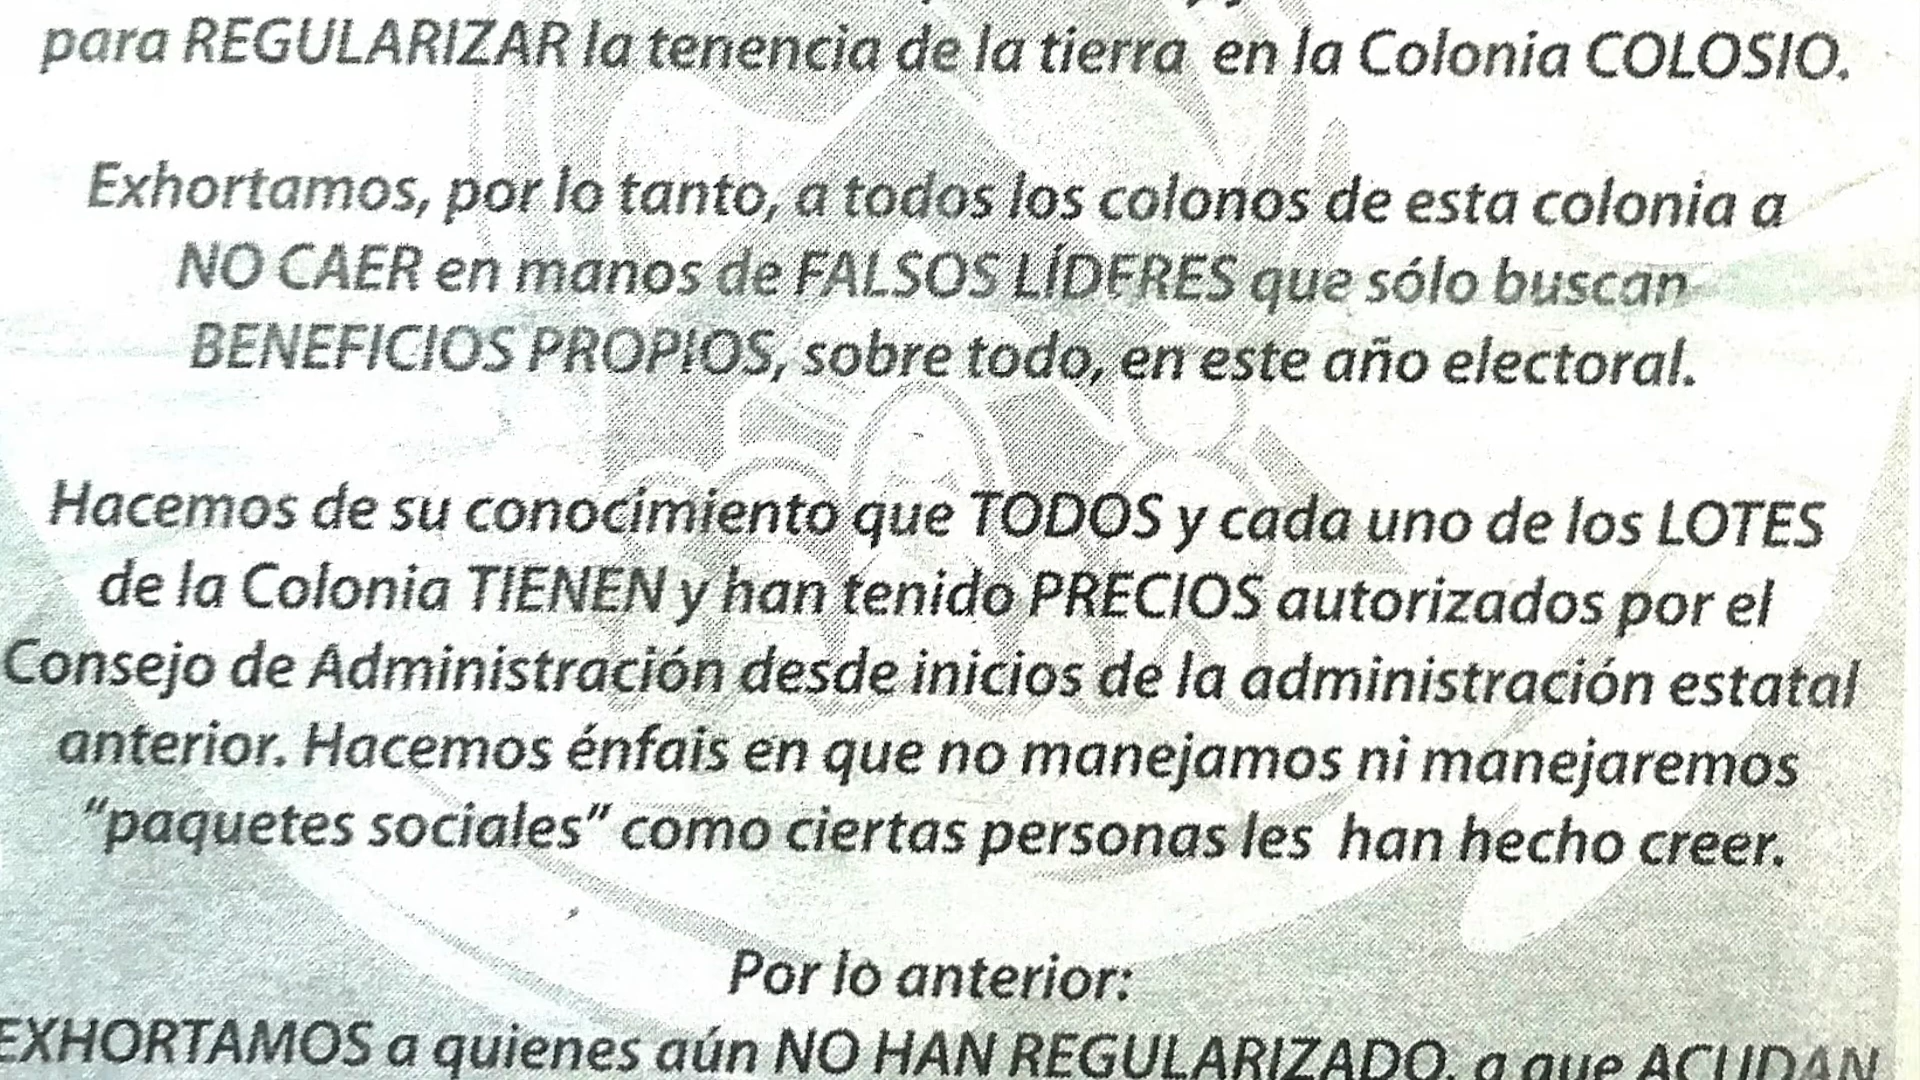 para REGULARIZAR la tenencia de la tierra en la Colonia COLOSIO.
Exhortamos, por lo tanto, a todos los colonos de esta colonia a
NO CAER en manos de FALSOS LÍDERES que sólo buscan
BENEFICIOS PROPIOS, sobre todo, en este año electoral.
Hacemos de su conocimiento que TODOS y cada uno de los LOTES
de la Colonia TIENEN y han tenido PRECIOS autorizados por el
Consejo de Administración desde inicios de la administración estatal
anterior. Hacemos énfais en que no manejamos ni manejaremos
“paquetes sociales” como ciertas personas les han hecho creer.
Por lo anterior:
EXHORTAMOS a quienes aún NO HAN REGULARIZADO, a que ACUDAN